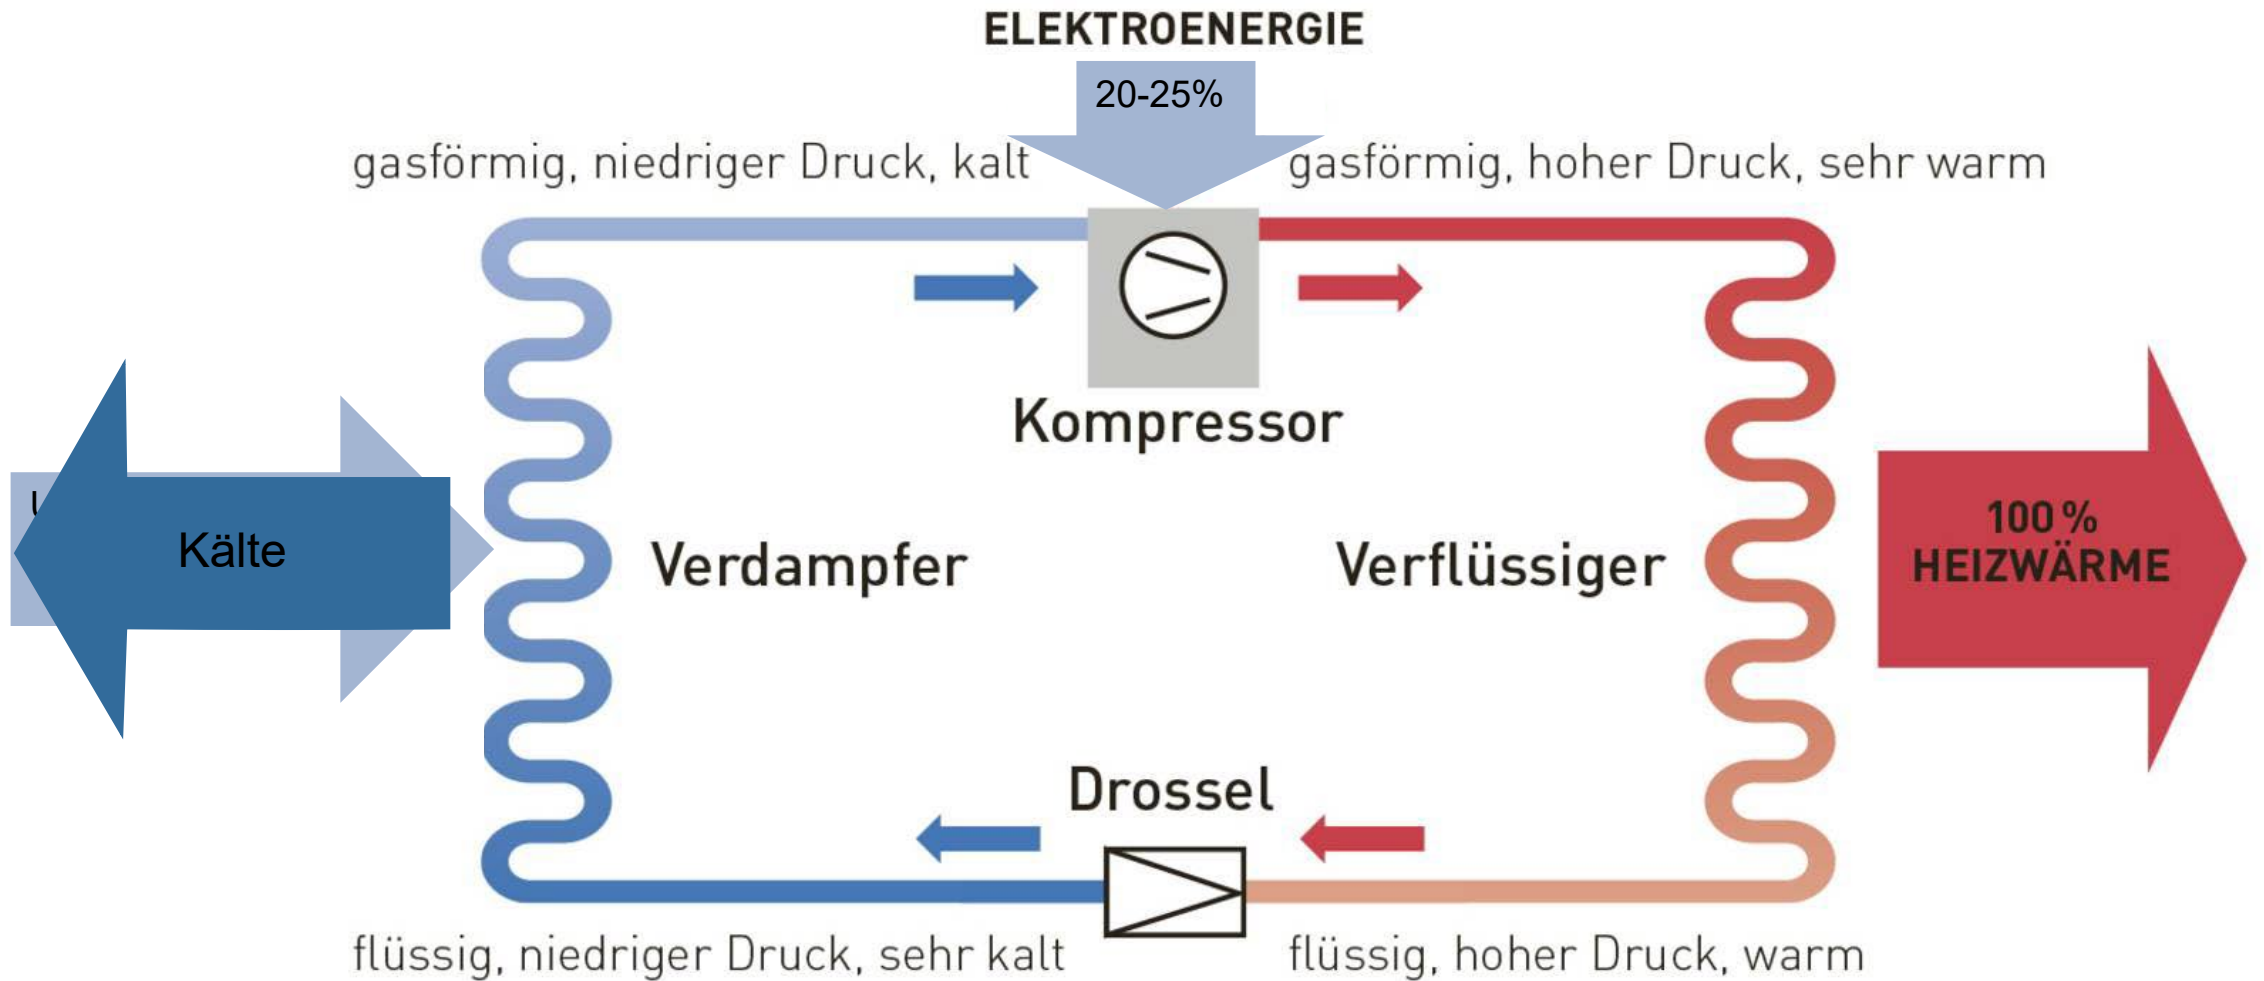 ELEKTROENERGIE
20-25%
gasförmig, niedriger Druck, kalt
gasförmig, hoher Druck, sehr warm
Kompressor
Kälte
Verdampfer
Verflüssiger
100 %
HEIZWÄRME
Drossel
flüssig, niedriger Druck, sehr kalt
flüssig, hoher Druck, warm